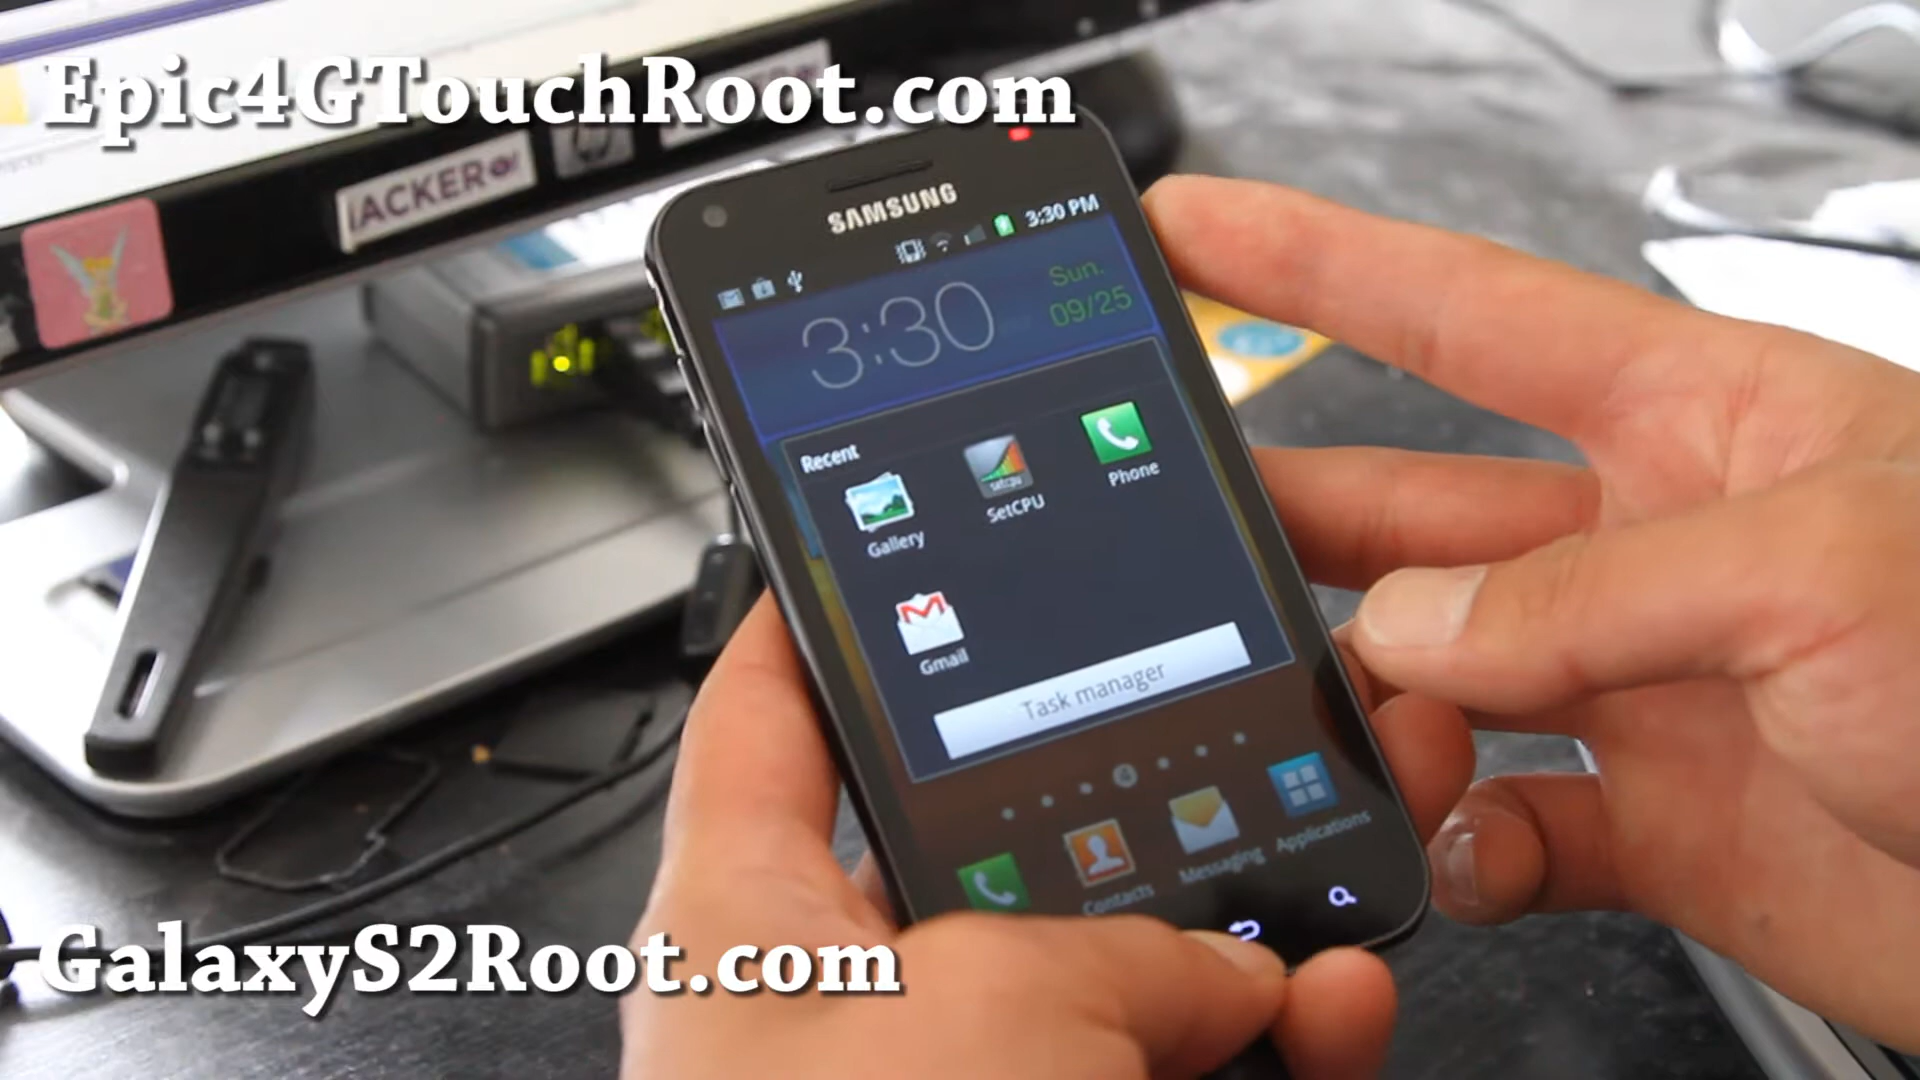 Epic4GTouchRoot.com
iACKER
SAMSUNG
3:30 PM
3:30
Sun.
09/25
Recent
Gallery
setcpu
SetCPU
Phone
Gmail
Task manager
Contacts
Messaging
Applications
GalaxyS2Root.com